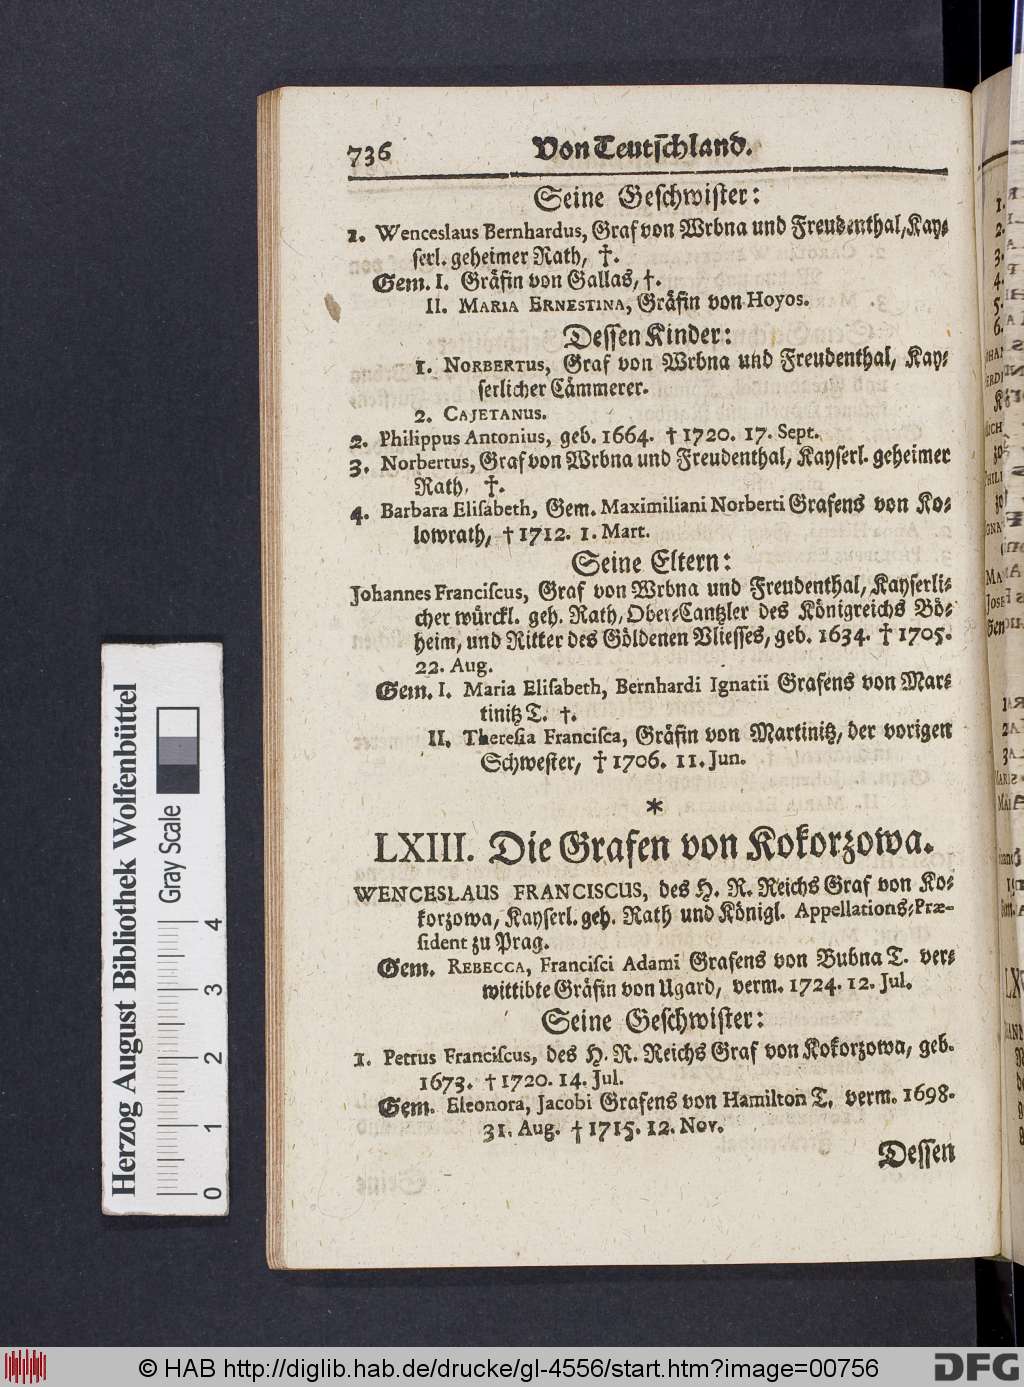 736 Von Teutschland.
Seine Geschwister:
1. Wenceslaus Bernhardus, Graf von Wrbna und Freudenthal, Kay-
serl. geheimer Rath, †.
Gem. I. Gräfin von Gallas, †.
II. MARIA ERNESTINA, Gräfin von Hoyos.
Dessen Kinder:
1. NORBERTUS, Graf von Wrbna und Freudenthal, Kay-
serlicher Cämmerer.
2. CAJETANUS.
2. Philippus Antonius, geb. 1664. † 1720. 17. Sept.
3. Norbertus, Graf von Wrbna und Freudenthal, Kayserl. geheimer
Rath, †.
4. Barbara Elisabeth, Gem. Maximiliani Norberti Grafens von Ko-
lowrath, † 1712. 1. Mart.
Seine Eltern:
Johannes Franciscus, Graf von Wrbna und Freudenthal, Kayserli-
cher würckl. geh. Rath, Ober-Cantzler des Königreichs Bö-
heim, und Ritter des Göldenen Vliesses, geb. 1634. † 1705.
22. Aug.
Gem. I. Maria Elisabeth, Bernhardi Ignatii Grafens von Mar-
tinitz T. †.
II. Theresia Francisca, Gräfin von Martinitz, der vorigen
Schwester, † 1706. 11. Jun.
*
LXIII. Die Grafen von Kokorzowa.
WENCESLAUS FRANCISCUS, des H. R. Reichs Graf von Ko-
korzowa, Kayserl. geh. Rath und Königl. Appellations-Præ-
sident zu Prag.
Gem. REBECCA, Francisci Adami Grafens von Bubna T. ver-
wittibte Gräfin von Ugard, verm. 1724. 12. Jul.
Seine Geschwister:
1. Petrus Franciscus, des H. R. Reichs Graf von Kokorzowa, geb.
1673. † 1720. 14. Jul.
Gem. Eleonora, Jacobi Grafens von Hamilton T. verm. 1698.
31. Aug. † 1715. 12. Nov.
Dessen
Herzog August Bibliothek Wolfenbüttel
Gray Scale
0 1 2 3 4
© HAB http://diglib.hab.de/drucke/gl-4556/start.htm?image=00756
DFG